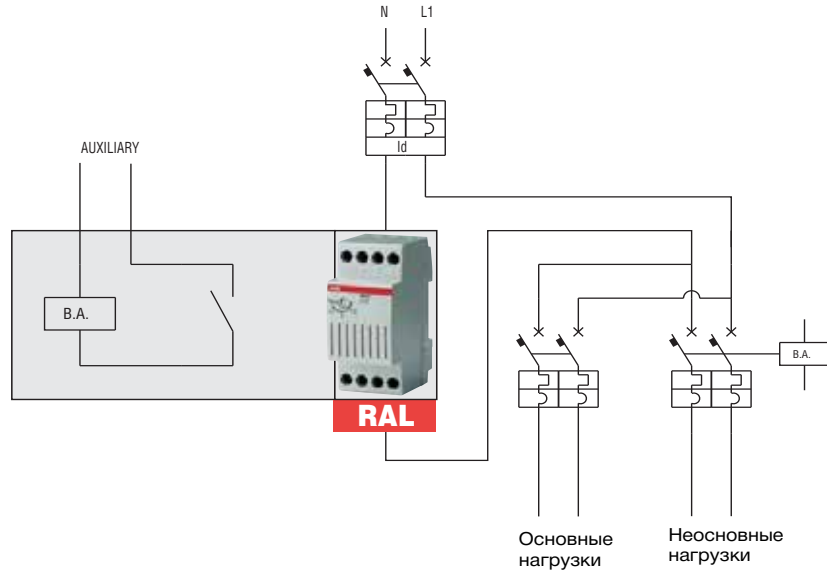 N L1
Id
AUXILIARY
B.A.
B.A.
RAL
Основные
нагрузки
Неосновные
нагрузки